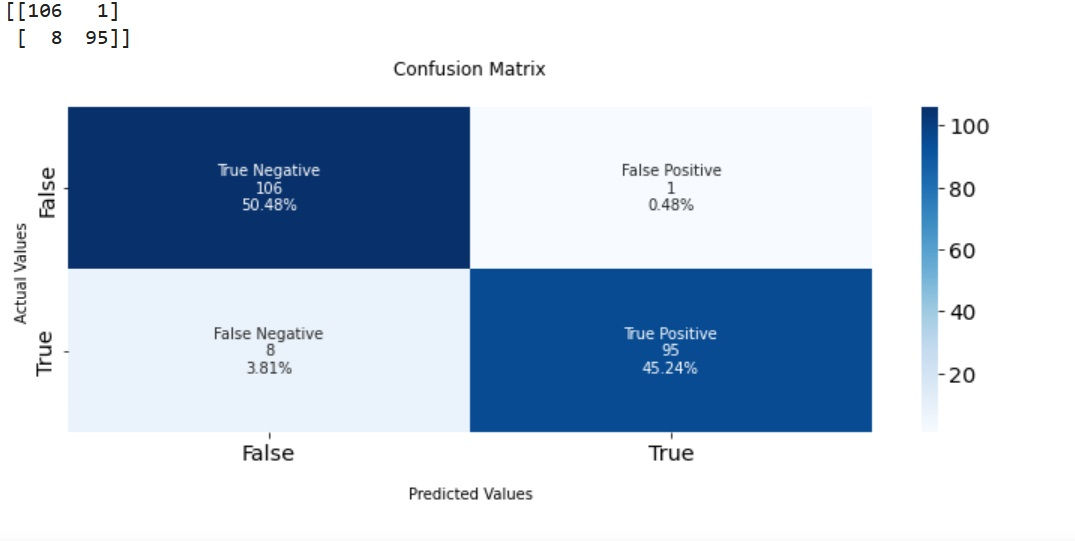 [[106   1]
 [  8  95]]
Confusion Matrix
True Negative
106
50.48%
False Positive
1
0.48%
False Negative
8
3.81%
True Positive
95
45.24%
False
True
Actual Values
False
True
Predicted Values
100
80
60
40
20